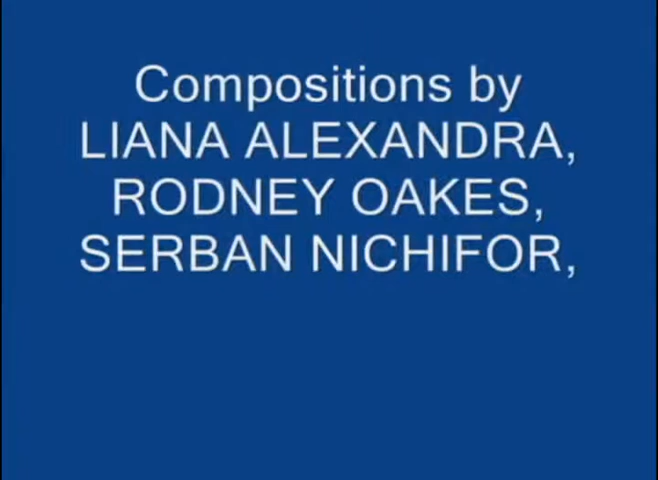 Compositions by
LIANA ALEXANDRA,
RODNEY OAKES,
SERBAN NICHIFOR,